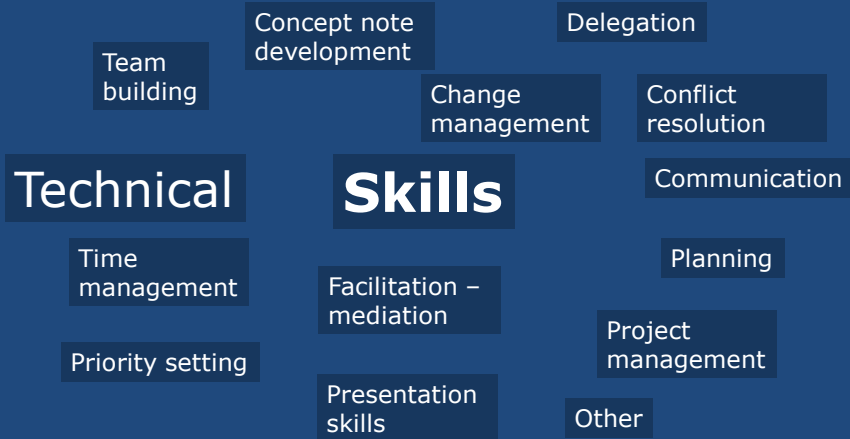 Concept note
development
Delegation
Team
building
Change
management
Conflict
resolution
Technical
Skills
Communication
Time
management
Facilitation –
mediation
Planning
Priority setting
Project
management
Presentation
skills
Other